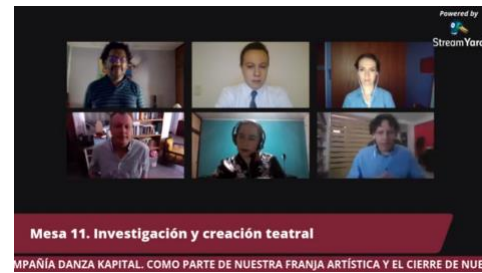 Powered by
StreamYard
Mesa 11. Investigación y creación teatral
MPAÑÍA DANZA KAPITAL. COMO PARTE DE NUESTRA FRANJA ARTÍSTICA Y EL CIERRE DE NUE